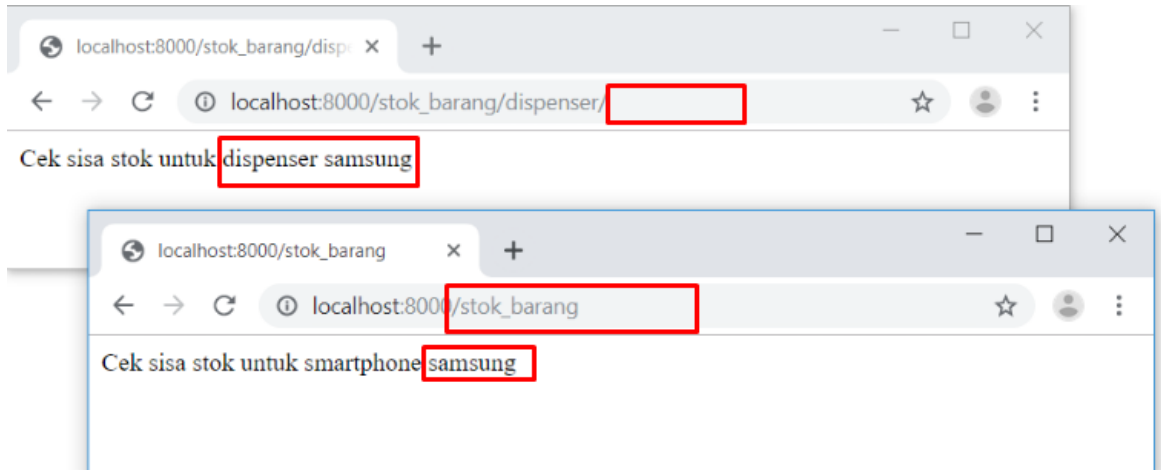 localhost:8000/stok_barang/disp
localhost:8000/stok_barang/dispenser/
Cek sisa stok untuk dispenser samsung
localhost:8000/stok_barang
localhost:8000/stok_barang
Cek sisa stok untuk smartphone samsung